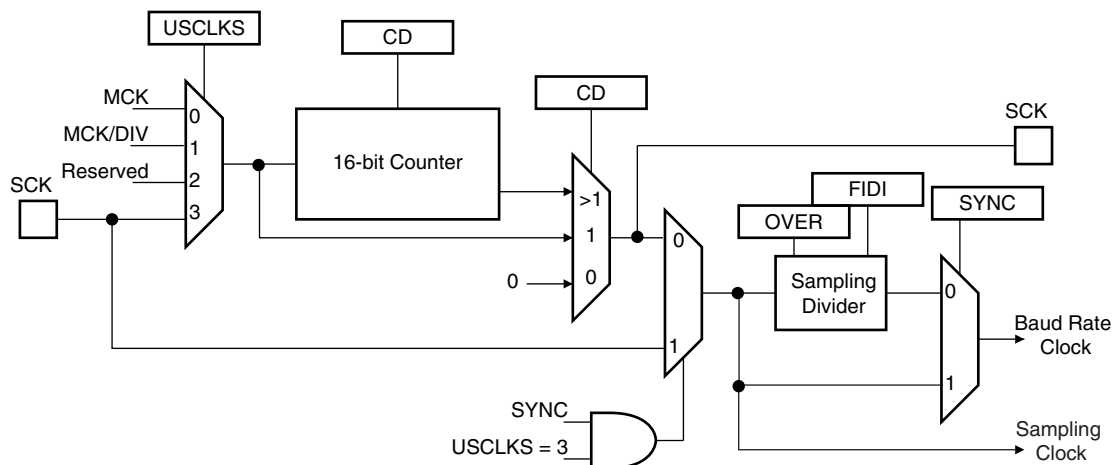 USCLKS
CD
MCK
0
MCK/DIV
1
Reserved
2
SCK
3
16-bit Counter
CD
>1
1
0
0
SCK
FIDI
OVER
SYNC
0
1
Sampling
Divider
0
1
Baud Rate
Clock
SYNC
USCLKS = 3
Sampling
Clock